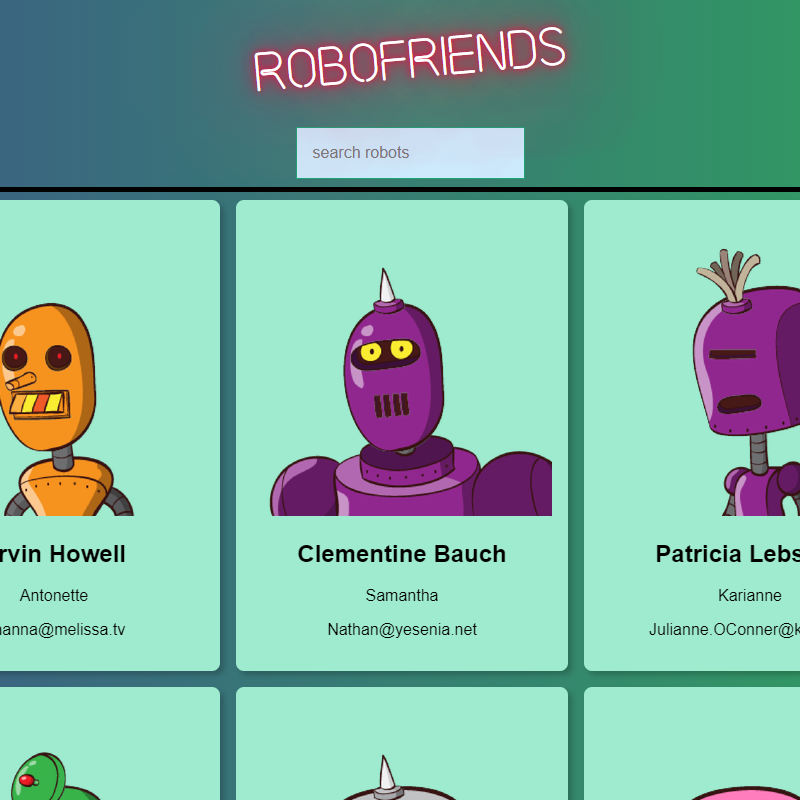 ROBOFRIENDS
search robots
rvin Howell
Clementine Bauch
Patricia Lebs
Antonette
Samantha
Karianne
anna@melissa.tv
Nathan@yesenia.net
Julianne.OConner@k